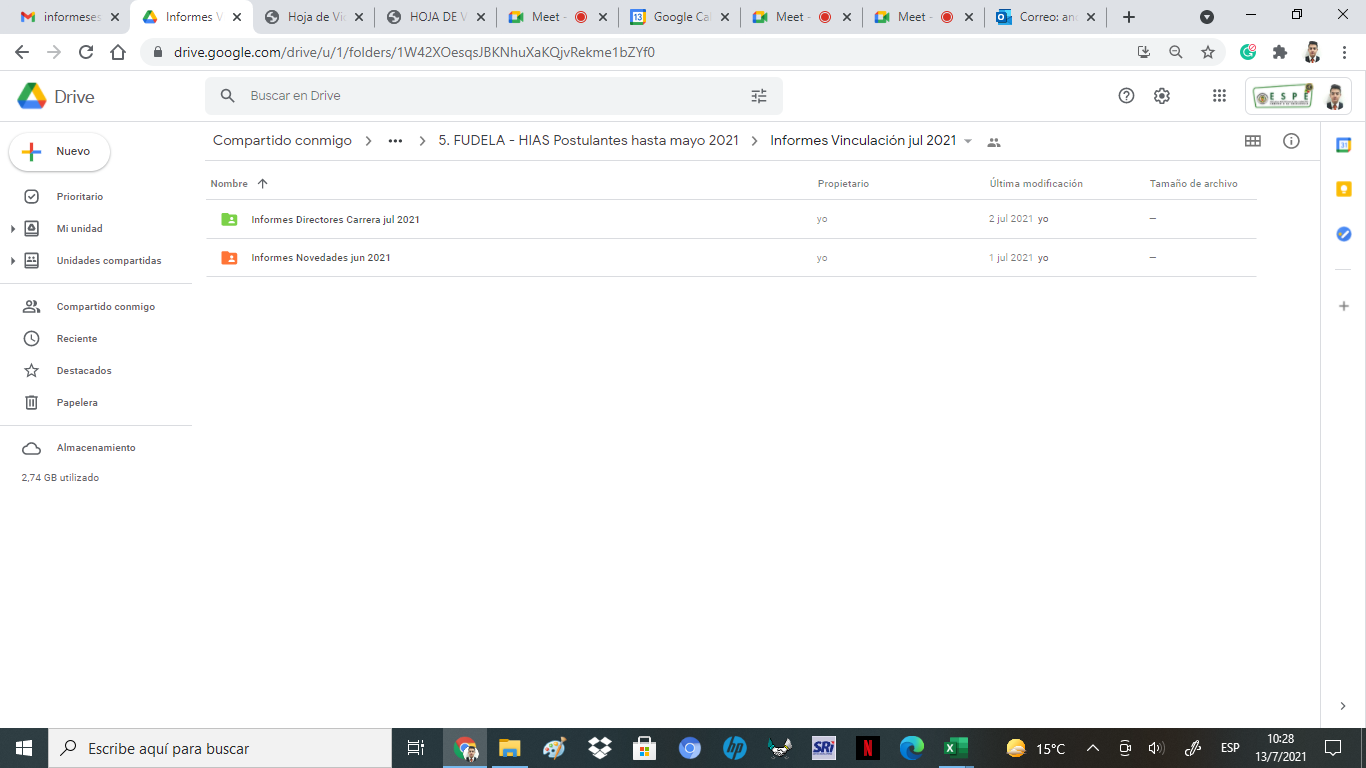 informeses
Informes V
Hoja de Vid
HOJA DE V
Meet -
Google Cal
Meet -
Meet -
Correo: and
drive.google.com/drive/u/1/folders/1W42XOesqsJBKNhuXaKQjvRekme1bZYf0
Drive
Buscar en Drive
ESPE
Nuevo
Compartido conmigo
5. FUDELA - HIAS Postulantes hasta mayo 2021
Informes Vinculación jul 2021
Nombre
Propietario
Última modificación
Tamaño de archivo
Informes Directores Carrera jul 2021
yo
2 jul 2021 yo
—
Informes Novedades jun 2021
yo
1 jul 2021 yo
—
Prioritario
Mi unidad
Unidades compartidas
Compartido conmigo
Reciente
Destacados
Papelera
Almacenamiento
2,74 GB utilizado
Escribe aquí para buscar
SRi
15°C
ESP
10:28
13/7/2021